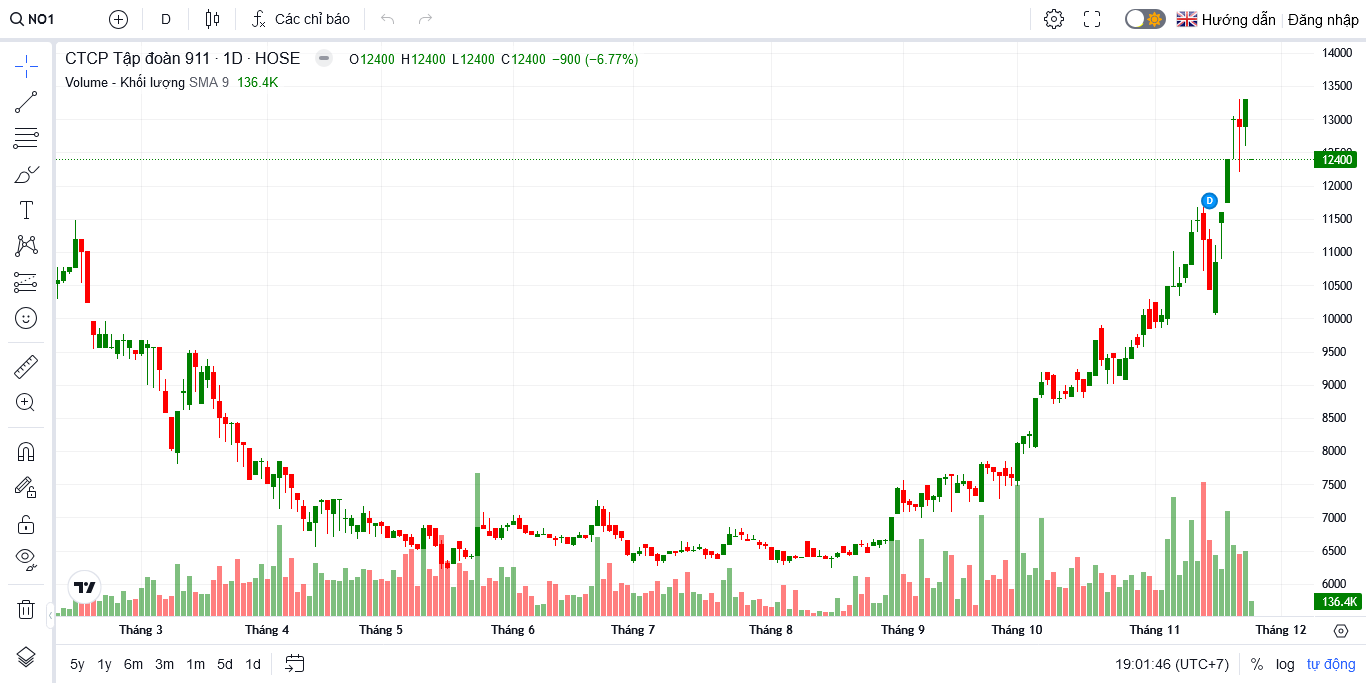 NO1 D Các chỉ báo Hướng dẫn Đăng nhập
CTCP Tập đoàn 911 · 1D · HOSE O12400 H12400 L12400 C12400 −900 (−6.77%)
Volume - Khối lượng SMA 9 136.4K
14000
13500
13000
13500
12400
12000
D
11500
11000
10500
10000
9500
9000
8500
8000
7500
7000
6500
6000
136.4K
Tháng 3 Tháng 4 Tháng 5 Tháng 6 Tháng 7 Tháng 8 Tháng 9 Tháng 10 Tháng 11 Tháng 12
5y 1y 6m 3m 1m 5d 1d 19:01:46 (UTC+7) % log tự động